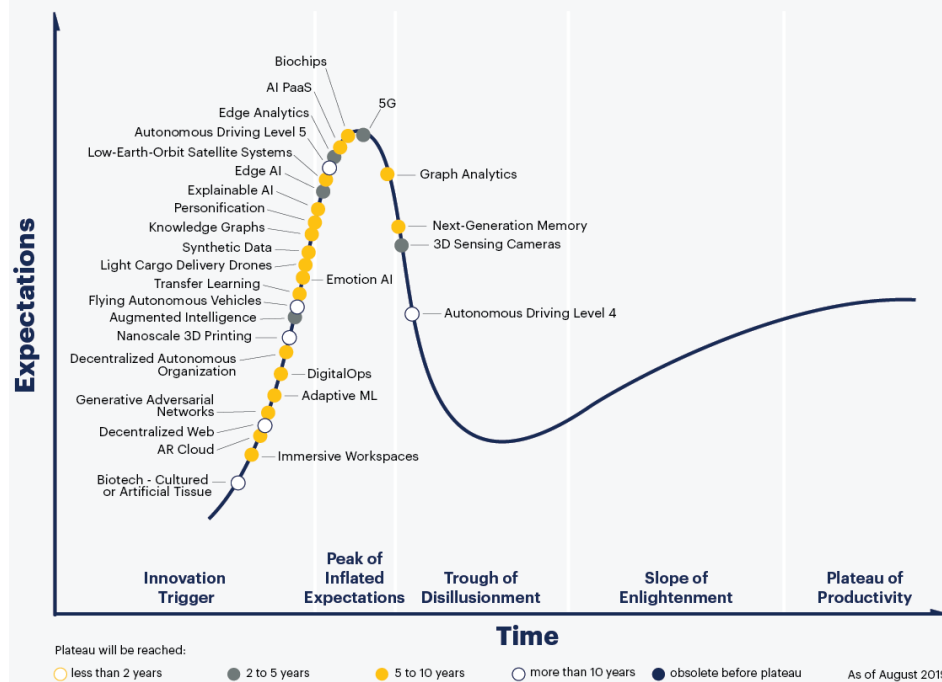 Biochips
AI PaaS
5G
Edge Analytics
Autonomous Driving Level 5
Low-Earth-Orbit Satellite Systems
Edge AI
Graph Analytics
Explainable AI
Personification
Knowledge Graphs
Next-Generation Memory
Synthetic Data
3D Sensing Cameras
Light Cargo Delivery Drones
Emotion AI
Transfer Learning
Flying Autonomous Vehicles
Augmented Intelligence
Autonomous Driving Level 4
Nanoscale 3D Printing
Decentralized Autonomous
Organization
DigitalOps
Adaptive ML
Generative Adversarial
Networks
Decentralized Web
AR Cloud
Immersive Workspaces
Biotech - Cultured
or Artificial Tissue
Expectations
Innovation
Trigger
Peak of
Inflated
Expectations
Trough of
Disillusionment
Slope of
Enlightenment
Plateau of
Productivity
Time
Plateau will be reached:
less than 2 years
2 to 5 years
5 to 10 years
more than 10 years
obsolete before plateau
As of August